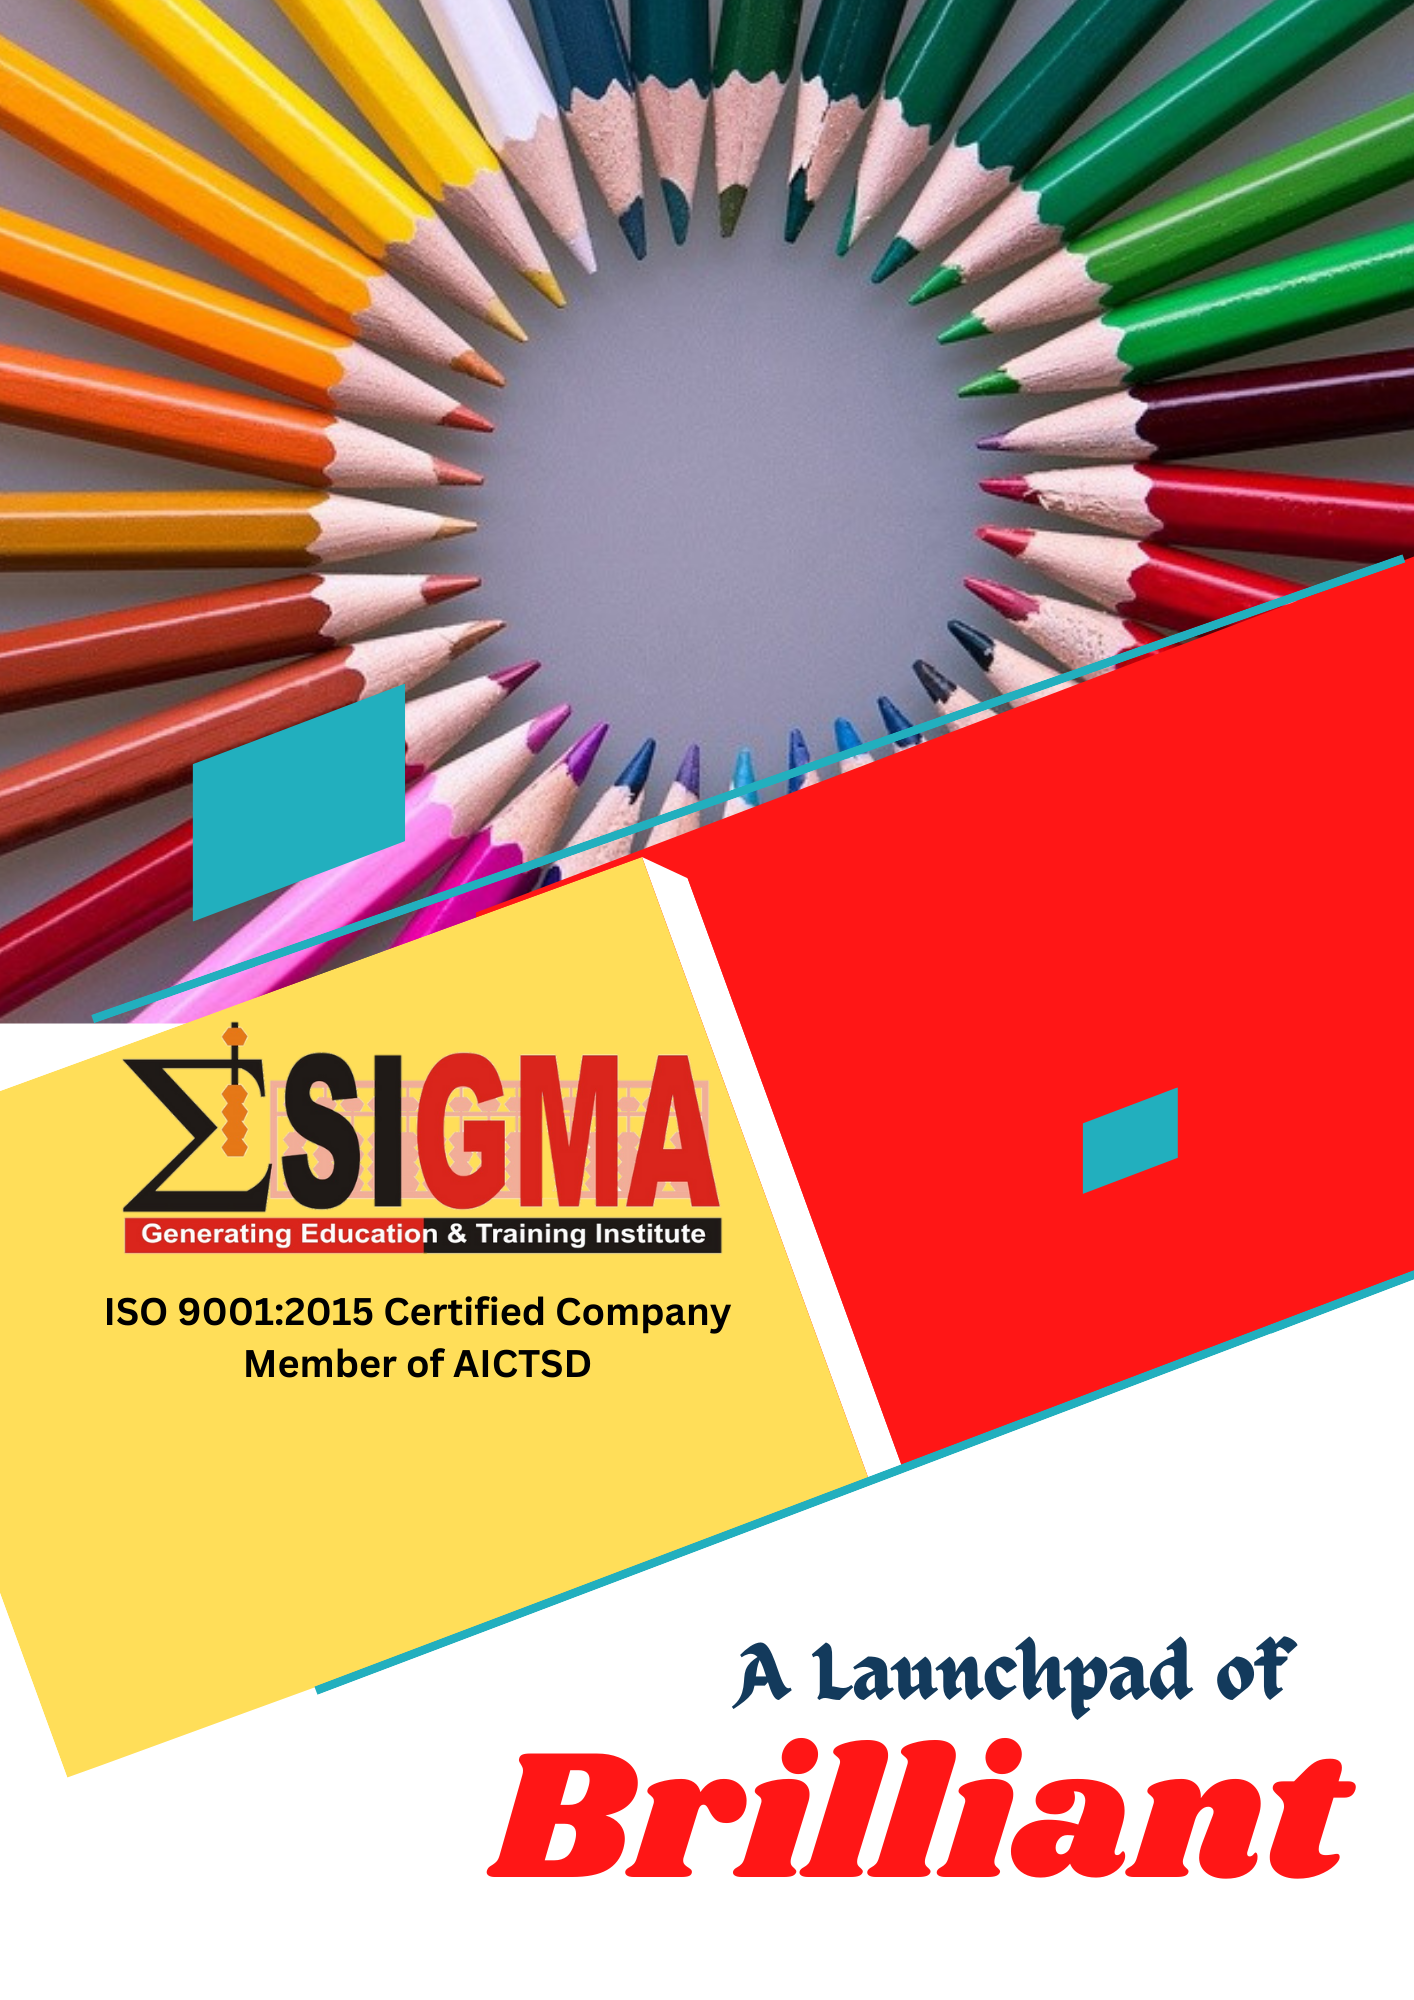 SIGMA
Generating Education & Training Institute
ISO 9001:2015 Certified Company
Member of AICTSD
A Launchpad of
Brilliant